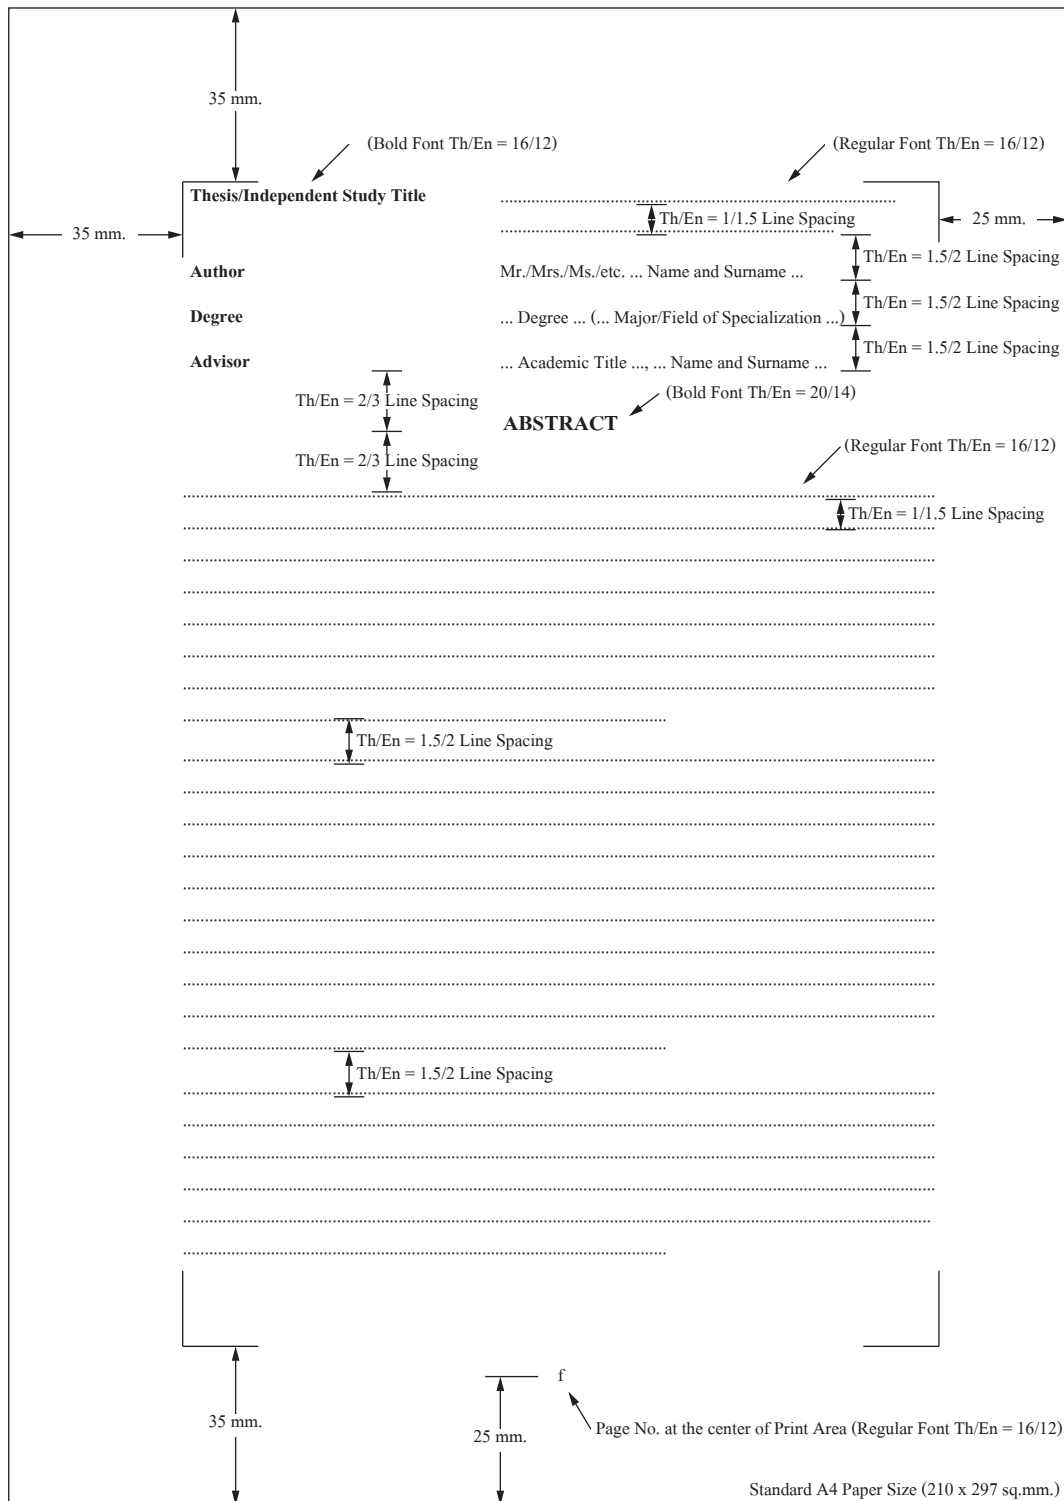 35 mm.
(Bold Font Th/En = 16/12)
(Regular Font Th/En = 16/12)
Thesis/Independent Study Title
Th/En = 1/1.5 Line Spacing
35 mm.
25 mm.
Th/En = 1.5/2 Line Spacing
Author Mr./Mrs./Ms./etc. ... Name and Surname ...
Th/En = 1.5/2 Line Spacing
Degree ... Degree ... (... Major/Field of Specialization ...)
Th/En = 1.5/2 Line Spacing
Advisor ... Academic Title ..., ... Name and Surname ...
(Bold Font Th/En = 20/14)
Th/En = 2/3 Line Spacing
ABSTRACT
(Regular Font Th/En = 16/12)
Th/En = 2/3 Line Spacing
Th/En = 1/1.5 Line Spacing
Th/En = 1.5/2 Line Spacing
Th/En = 1.5/2 Line Spacing
f
35 mm.
25 mm.
Page No. at the center of Print Area (Regular Font Th/En = 16/12)
Standard A4 Paper Size (210 x 297 sq.mm.)